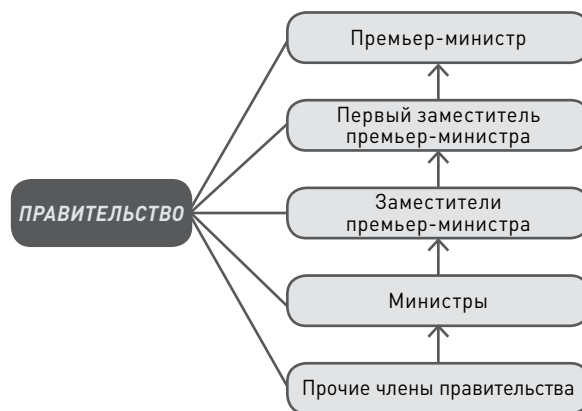 Премьер-министр
Первый заместитель
премьер-министра
ПРАВИТЕЛЬСТВО
Заместители
премьер-министра
Министры
Прочие члены правительства